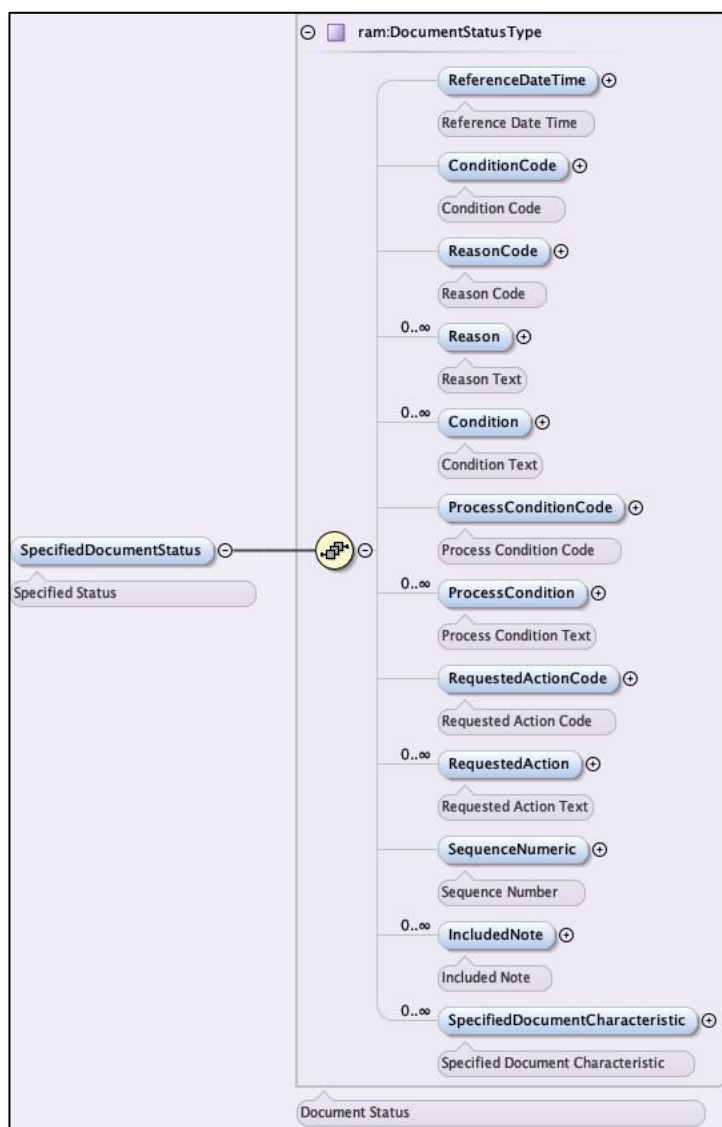 ram:DocumentStatusType
ReferenceDateTime
Reference Date Time
ConditionCode
Condition Code
ReasonCode
Reason Code
0..∞
Reason
Reason Text
0..∞
Condition
Condition Text
ProcessConditionCode
SpecifiedDocumentStatus
Process Condition Code
0..∞
ProcessCondition
Specified Status
Process Condition Text
RequestedActionCode
Requested Action Code
0..∞
RequestedAction
Requested Action Text
SequenceNumeric
Sequence Number
0..∞
IncludedNote
Included Note
0..∞
SpecifiedDocumentCharacteristic
Specified Document Characteristic
Document Status